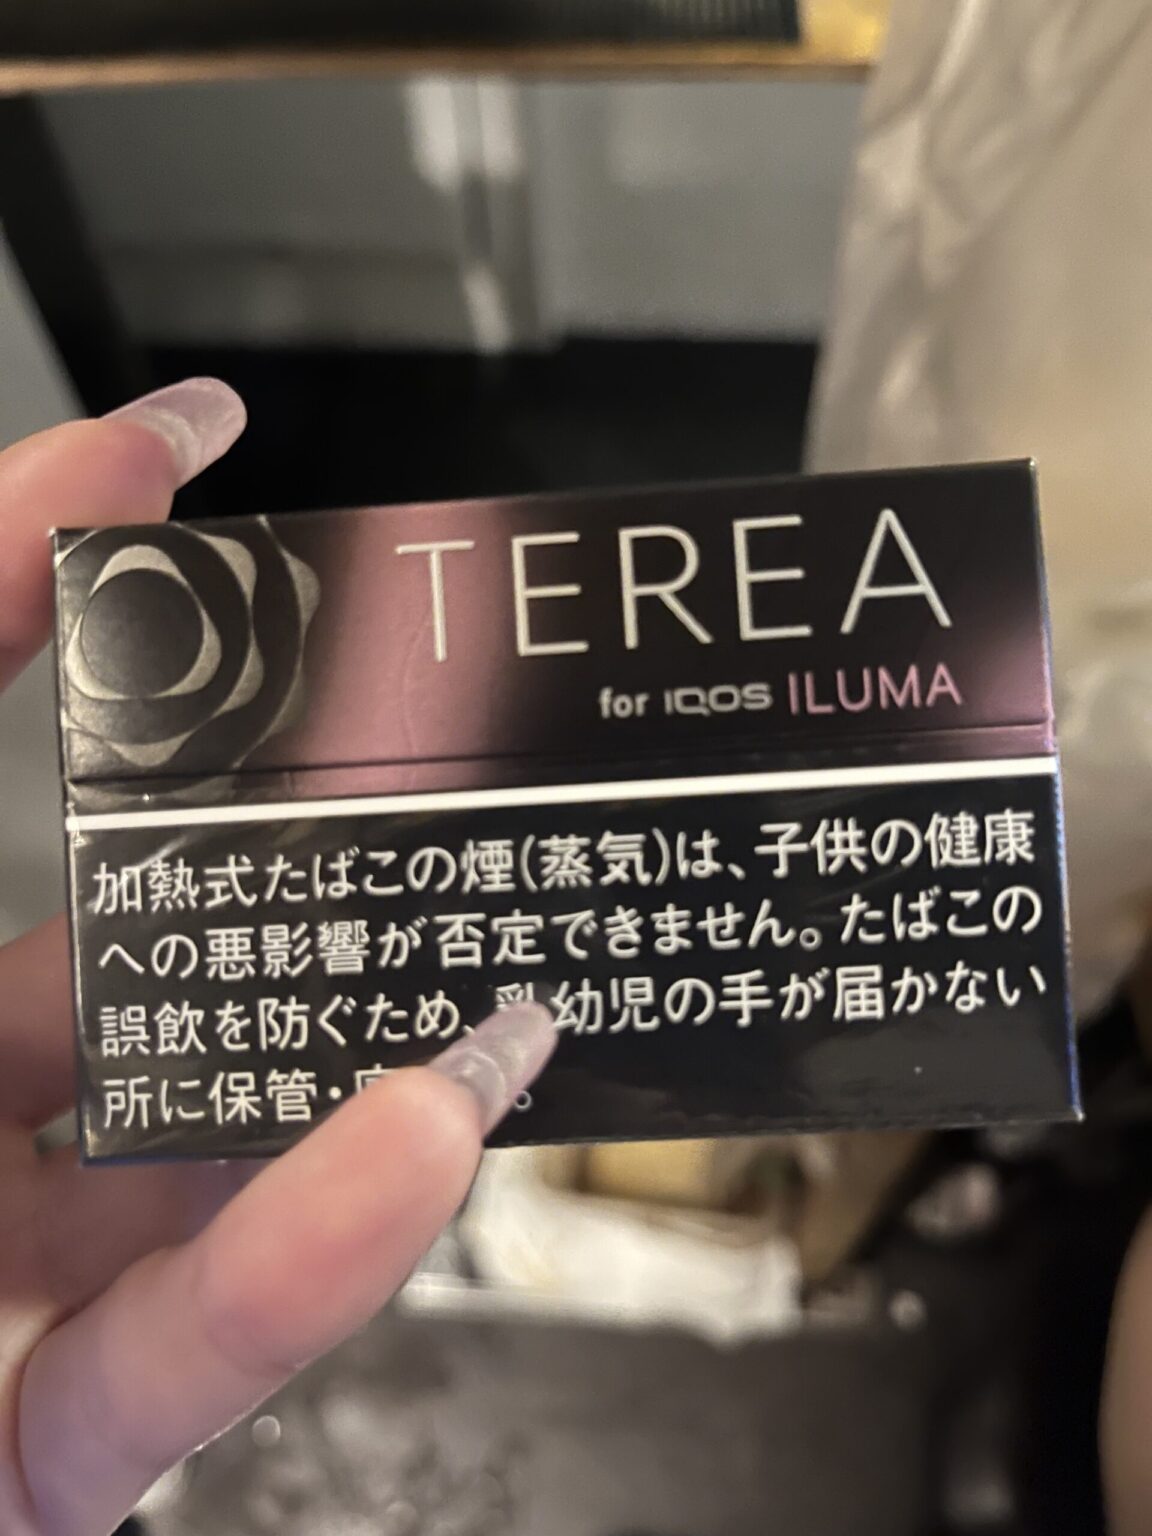 TEREA
for IQOS ILUMA
加熱式たばこの煙(蒸気)は、子供の健康
への悪影響が否定できません。たばこの
誤飲を防ぐため、乳幼児の手が届かない
所に保管・。